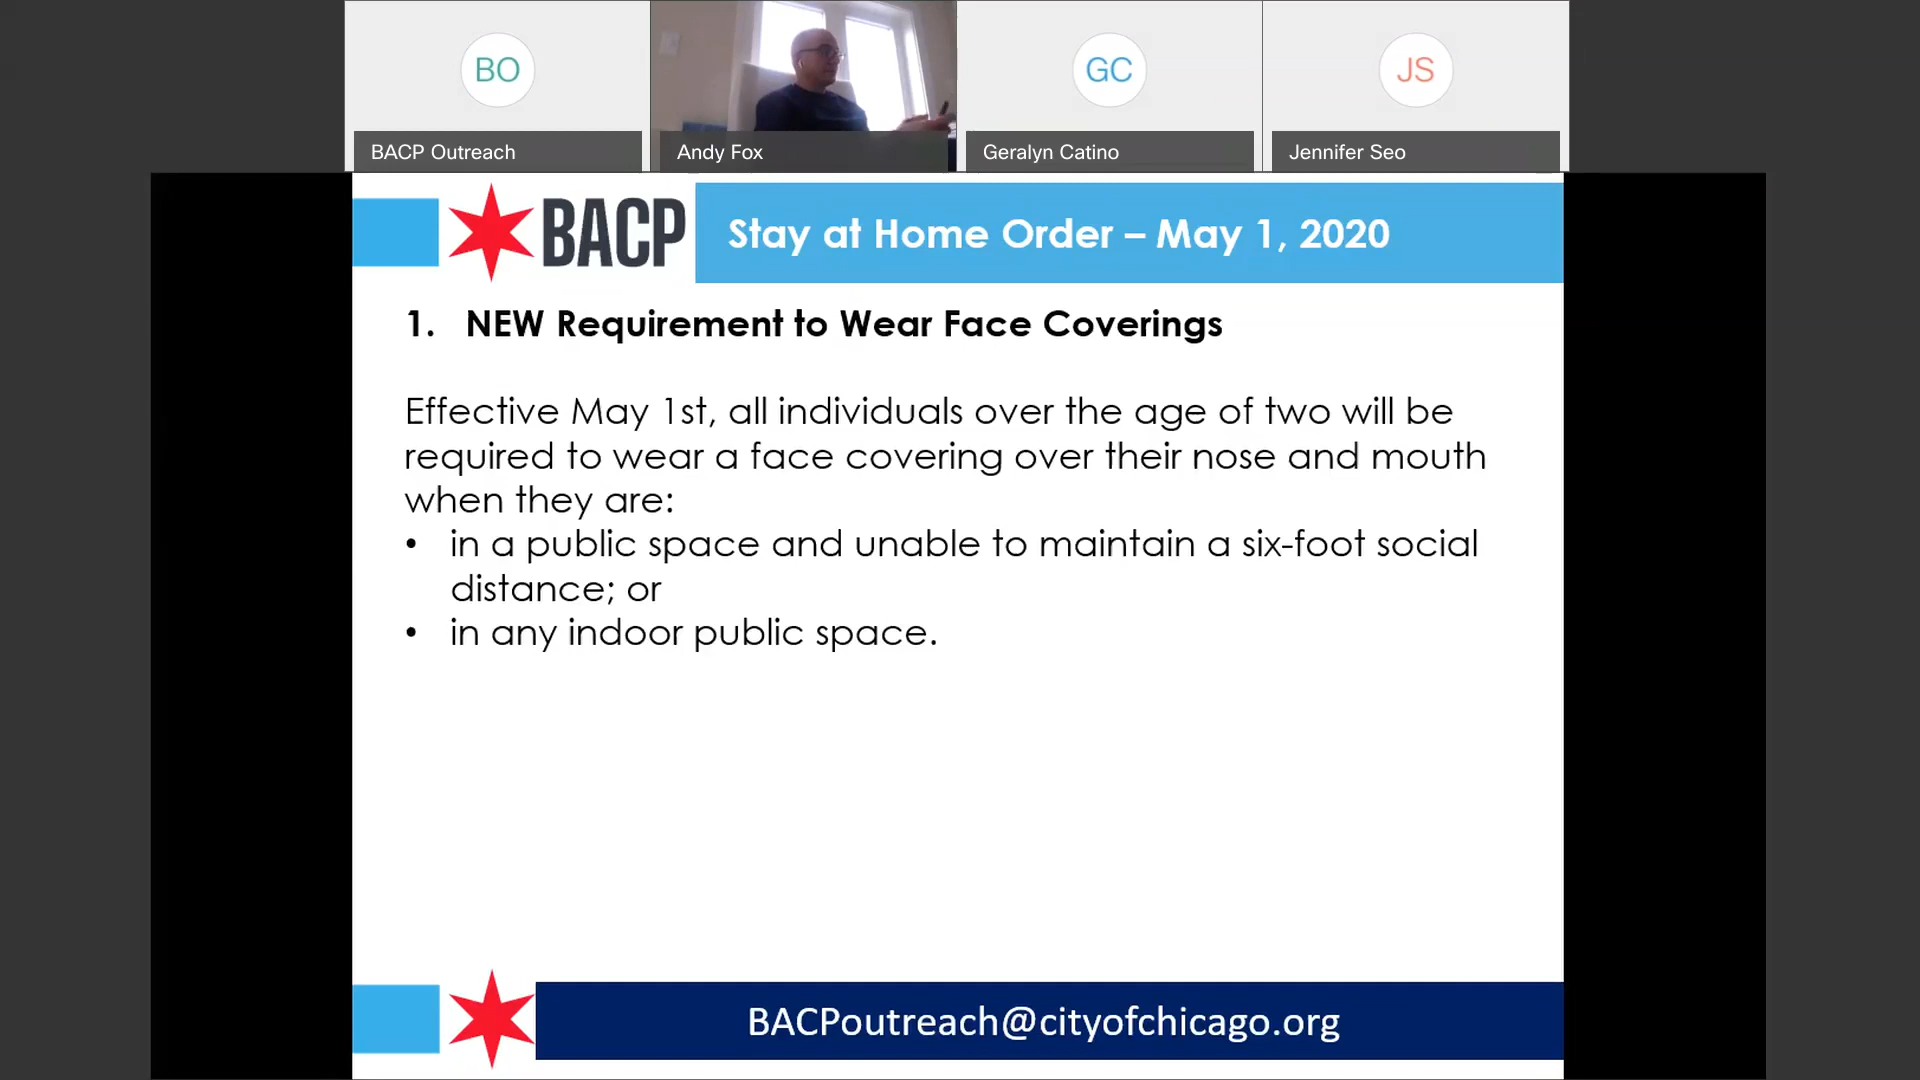 BO
GC
JS
BACP Outreach
Andy Fox
Geralyn Catino
Jennifer Seo
BACP
Stay at Home Order – May 1, 2020
1. NEW Requirement to Wear Face Coverings
Effective May 1st, all individuals over the age of two will be
required to wear a face covering over their nose and mouth
when they are:
• in a public space and unable to maintain a six-foot social
distance; or
• in any indoor public space.
BACPoutreach@cityofchicago.org